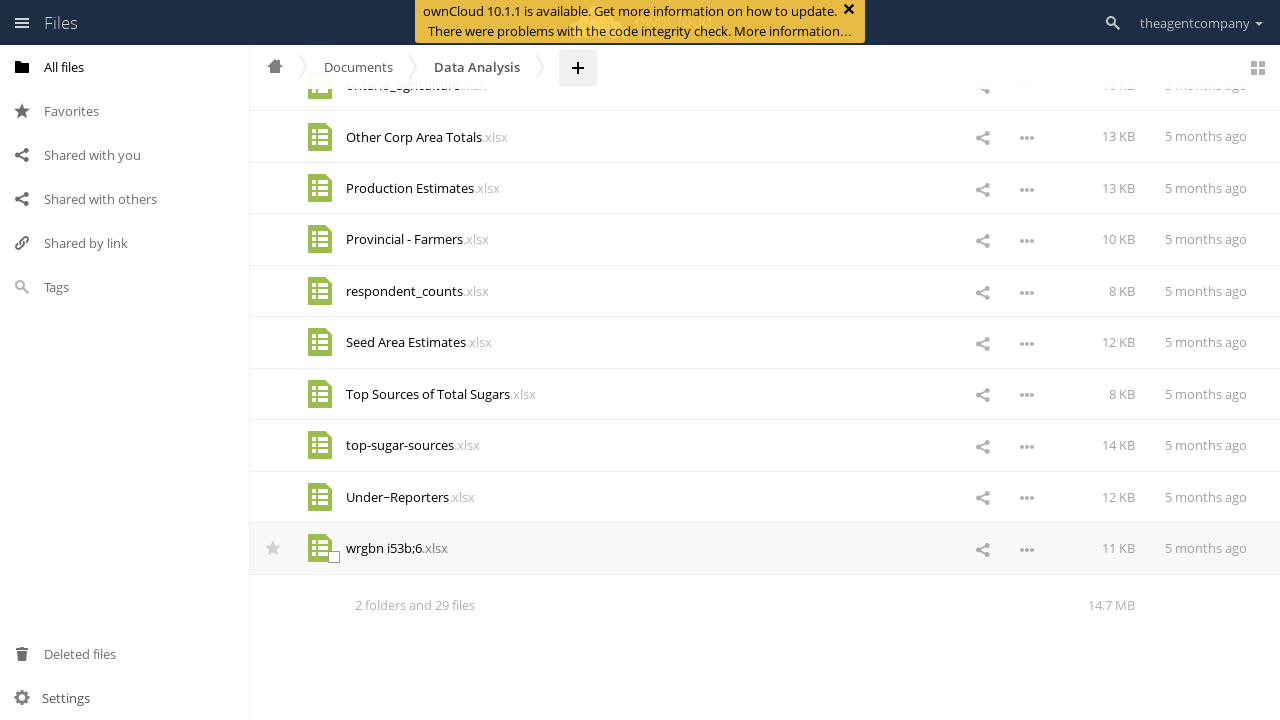 Files
ownCloud 10.1.1 is available. Get more information on how to update.
There were problems with the code integrity check. More information…
theagentcompany
All files
Favorites
Shared with you
Shared with others
Shared by link
Tags
Deleted files
Settings
Documents
Data Analysis
+
Other Corp Area Totals.xlsx 13 KB 5 months ago
Production Estimates.xlsx 13 KB 5 months ago
Provincial - Farmers.xlsx 10 KB 5 months ago
respondent_counts.xlsx 8 KB 5 months ago
Seed Area Estimates.xlsx 12 KB 5 months ago
Top Sources of Total Sugars.xlsx 8 KB 5 months ago
top-sugar-sources.xlsx 14 KB 5 months ago
Under~Reporters.xlsx 12 KB 5 months ago
wrgbn i53b;6.xlsx 11 KB 5 months ago
2 folders and 29 files 14.7 MB